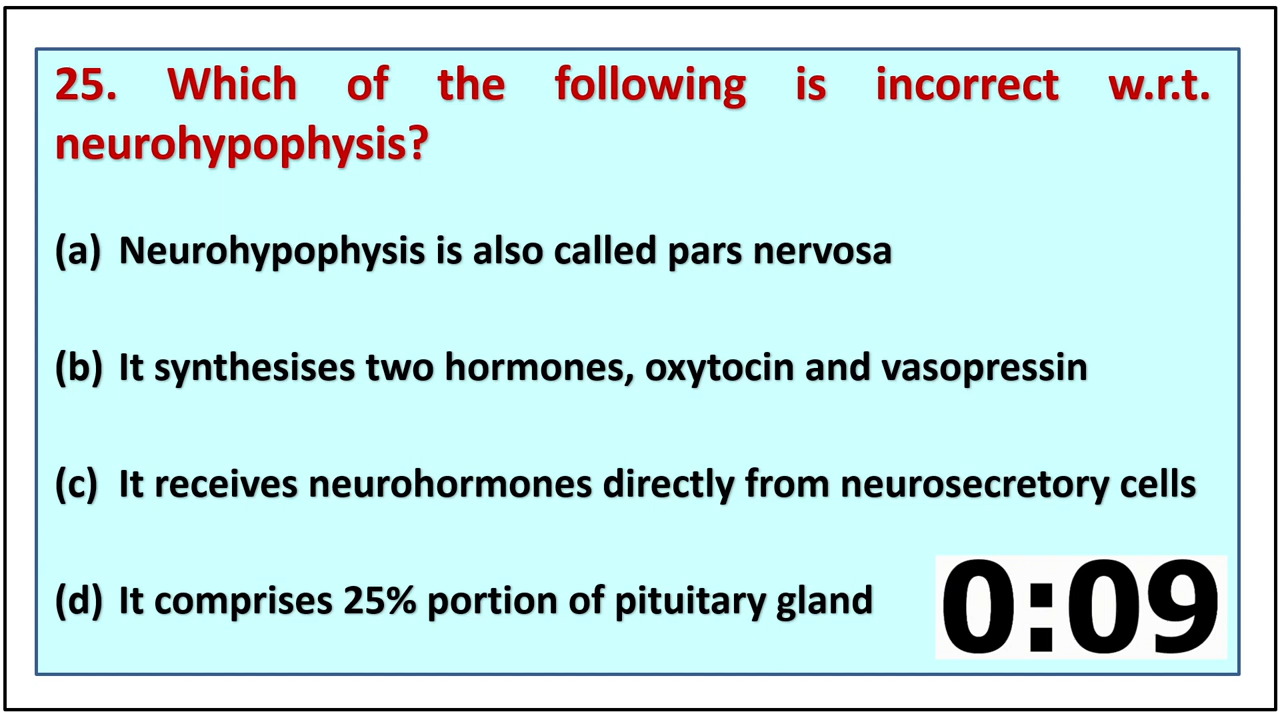 25. Which of the following is incorrect w.r.t.
neurohypophysis?
(a) Neurohypophysis is also called pars nervosa
(b) It synthesises two hormones, oxytocin and vasopressin
(c) It receives neurohormones directly from neurosecretory cells
(d) It comprises 25% portion of pituitary gland
0:09